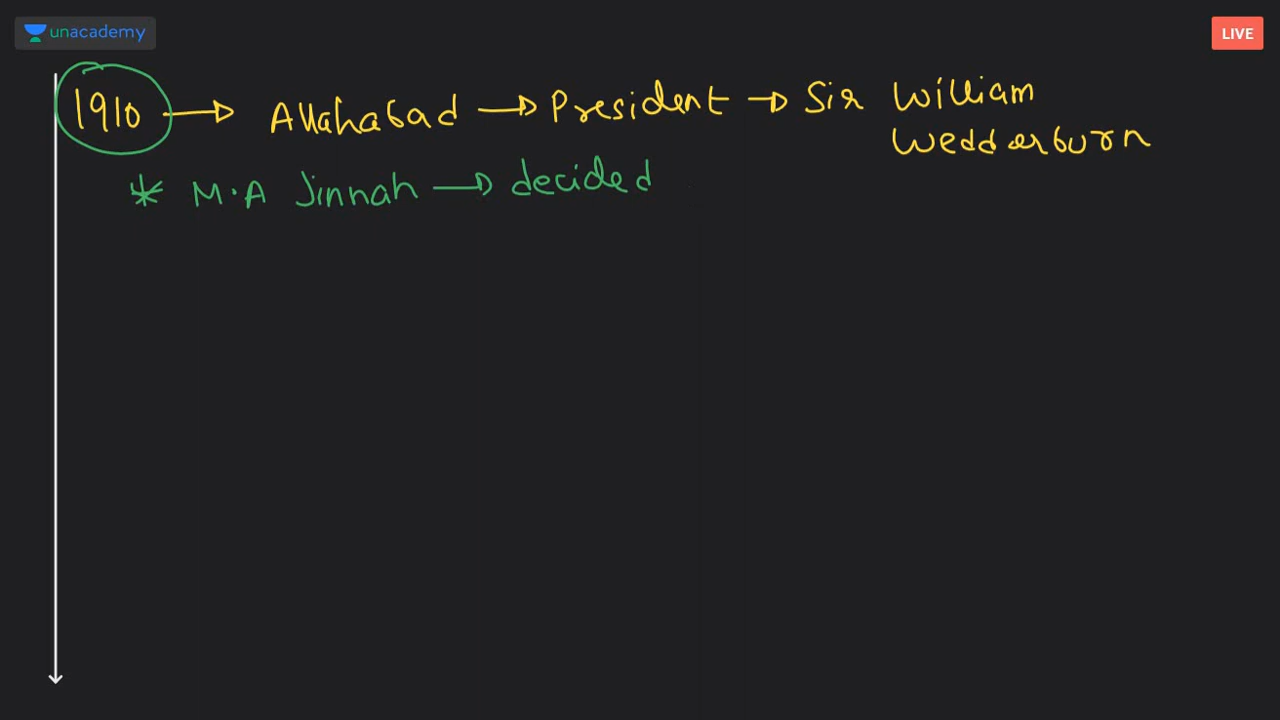 unacademy
LIVE
1910 → Allahabad → President → Sir William
Wedderburn
* M.A Jinnah → decided